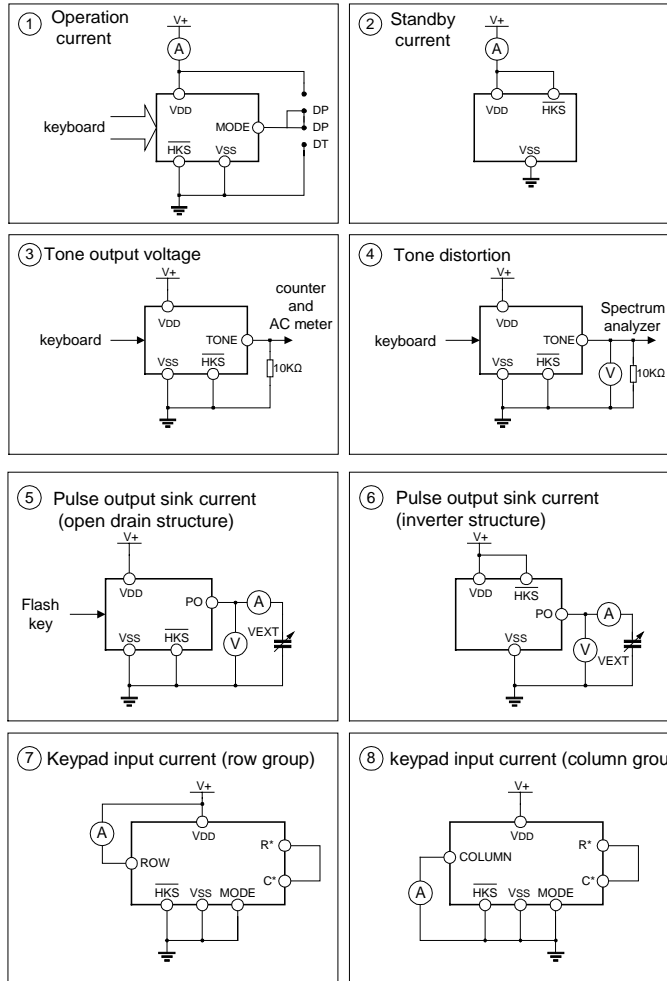 ① Operation current
V+
A
VDD
keyboard
MODE
HKS
VSS
DP
DP
DT
② Standby current
V+
A
VDD
HKS
VSS
③ Tone output voltage
V+
VDD
keyboard
TONE
VSS
HKS
counter and AC meter
10KΩ
④ Tone distortion
V+
VDD
keyboard
TONE
VSS
HKS
V
Spectrum analyzer
10KΩ
⑤ Pulse output sink current
(open drain structure)
V+
VDD
Flash key
PO
VSS
HKS
A
V
VEXT
⑥ Pulse output sink current
(inverter structure)
V+
VDD
HKS
PO
VSS
A
V
VEXT
⑦ Keypad input current (row group)
V+
A
VDD
ROW
R*
C*
HKS
VSS
MODE
⑧ keypad input current (column grou
V+
VDD
COLUMN
A
R*
C*
HKS
VSS
MODE